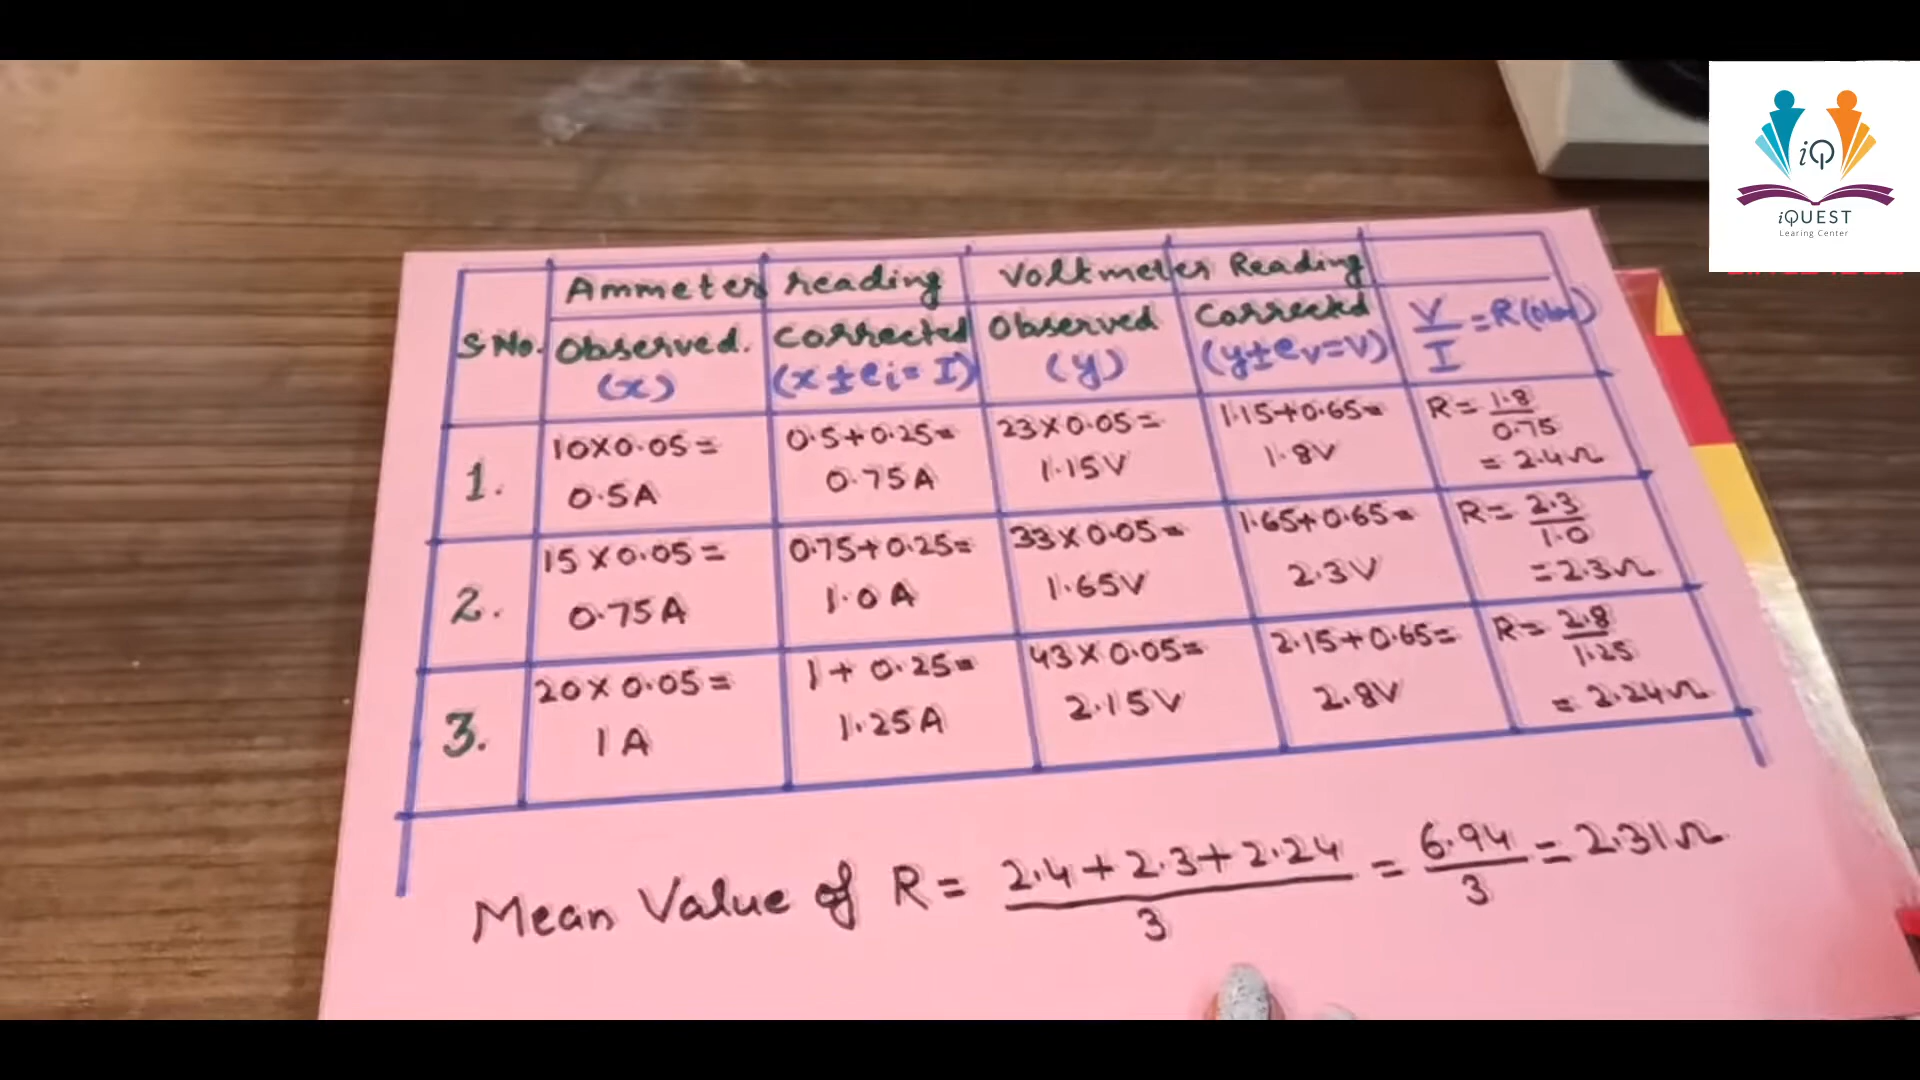 iQ
iQUEST
Learing Center
Ammeter reading Voltmeter Reading
S No. Observed. (x) Corrected (x ± ei = I) Observed (y) Corrected (y ± ev = V) V/I = R(Obs)
1. 10×0.05= 0.5+0.25= 23×0.05= 1.15+0.65= R= 1.8/0.75
0.5A 0.75A 1.15V 1.8V = 2.4Ω
2. 15×0.05= 0.75+0.25= 33×0.05= 1.65+0.65= R= 2.3/1.0
0.75A 1.0A 1.65V 2.3V = 2.3Ω
3. 20×0.05= 1+0.25= 43×0.05= 2.15+0.65= R= 2.8/1.25
1A 1.25A 2.15V 2.8V = 2.24Ω
Mean Value of R= 2.4+2.3+2.24/3 = 6.94/3 = 2.31Ω